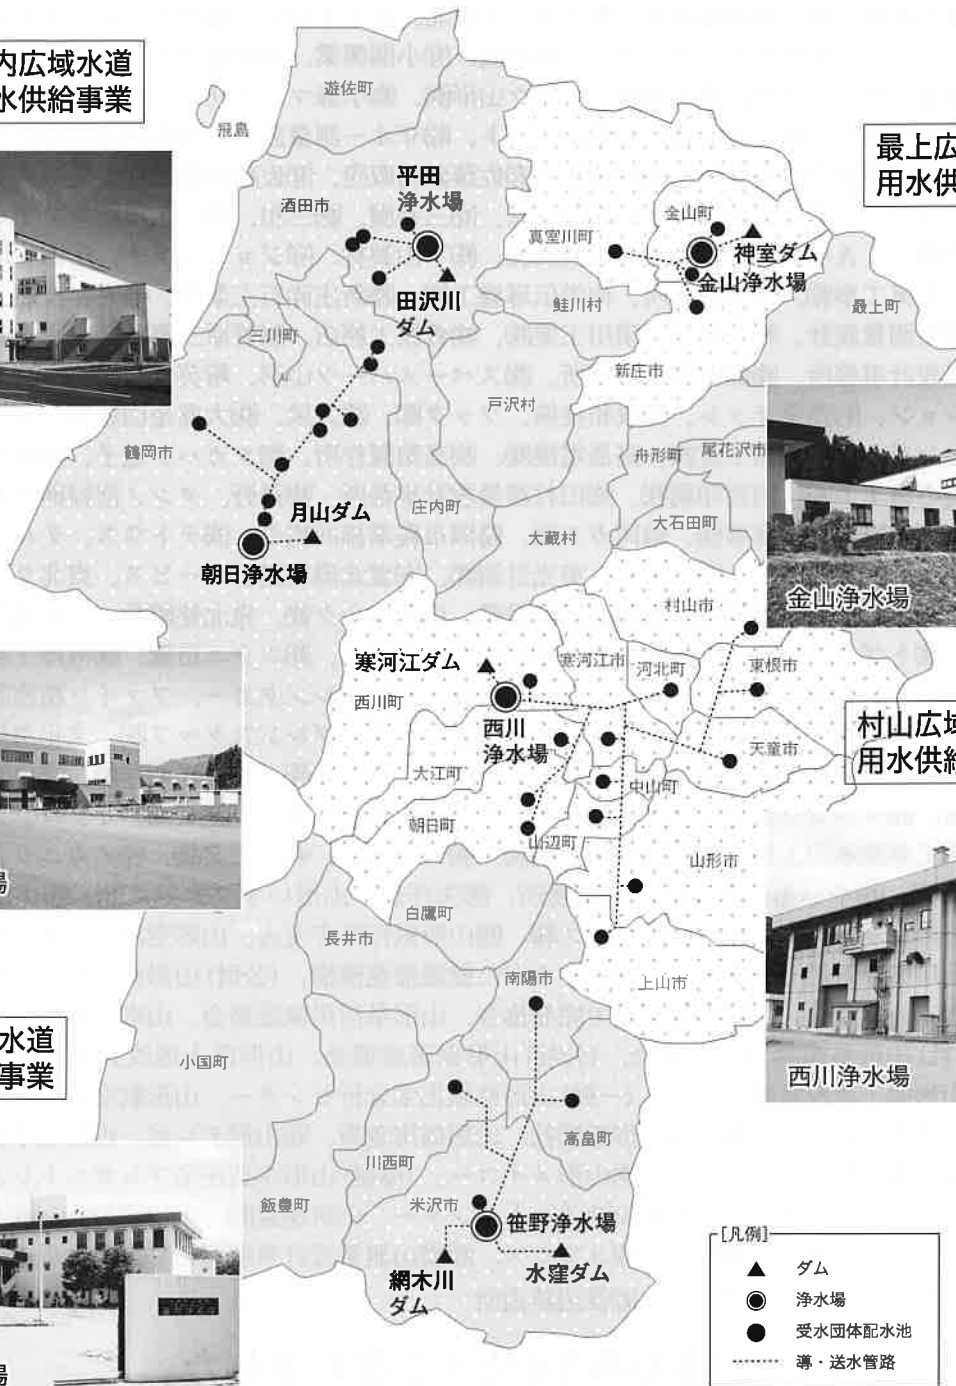 内広域水道
水供給事業
遊佐町
飛島
酒田市
平田
浄水場
田沢川
ダム
三川町
鶴岡市
庄内町
月山ダム
朝日浄水場
最上広
用水供
金山町
真室川町
神室ダム
金山浄水場
鮭川村
最上町
新庄市
戸沢村
舟形町
尾花沢市
大石田町
大蔵村
金山浄水場
村山市
寒河江ダム
寒河江市
河北町
東根市
西川町
西川
浄水場
村山広域
用水供給
天童市
大江町
中山町
朝日町
山辺町
山形市
場
白鷹町
長井市
南陽市
上山市
西川浄水場
水道
事業
小国町
高畠町
川西町
飯豊町
米沢市
笹野浄水場
綱木川
ダム
水窪ダム
場
[凡例]
ダム
浄水場
受水団体配水池
導・送水管路